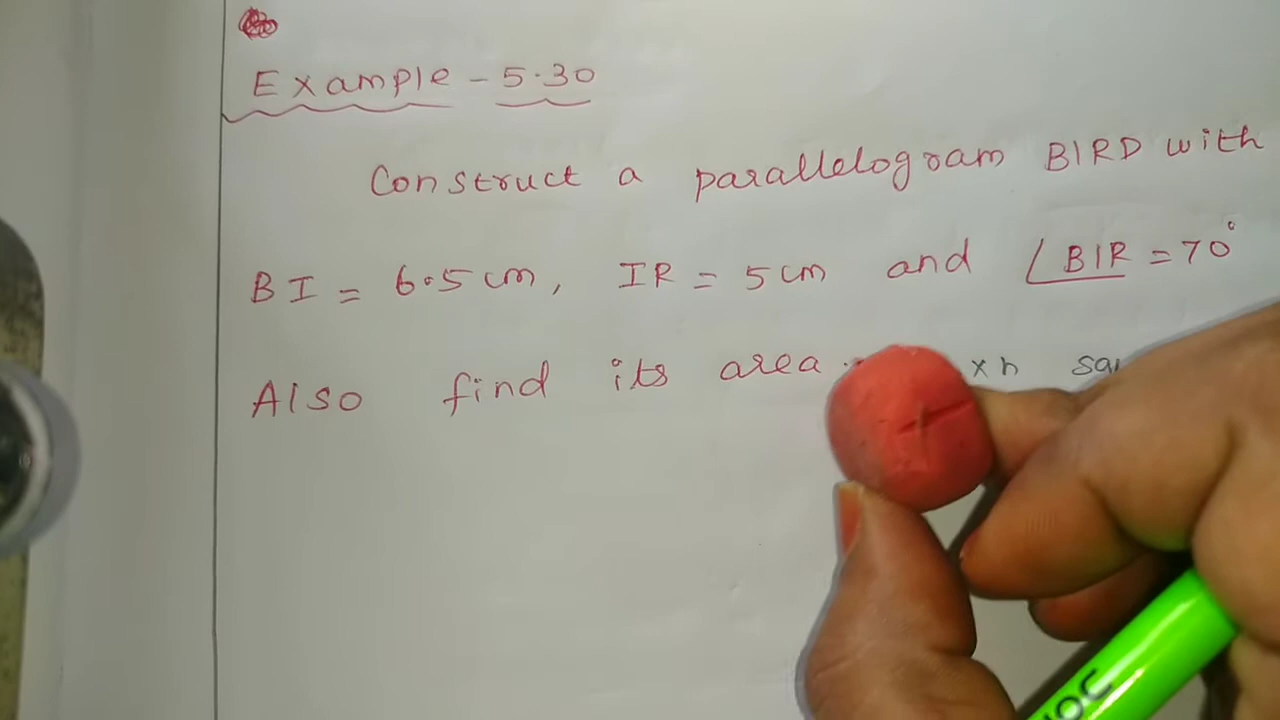 Example - 5.30
Construct a parallelogram BIRD with
BI = 6.5 cm, IR = 5 cm and ∠BIR = 70°
Also find its area. xh